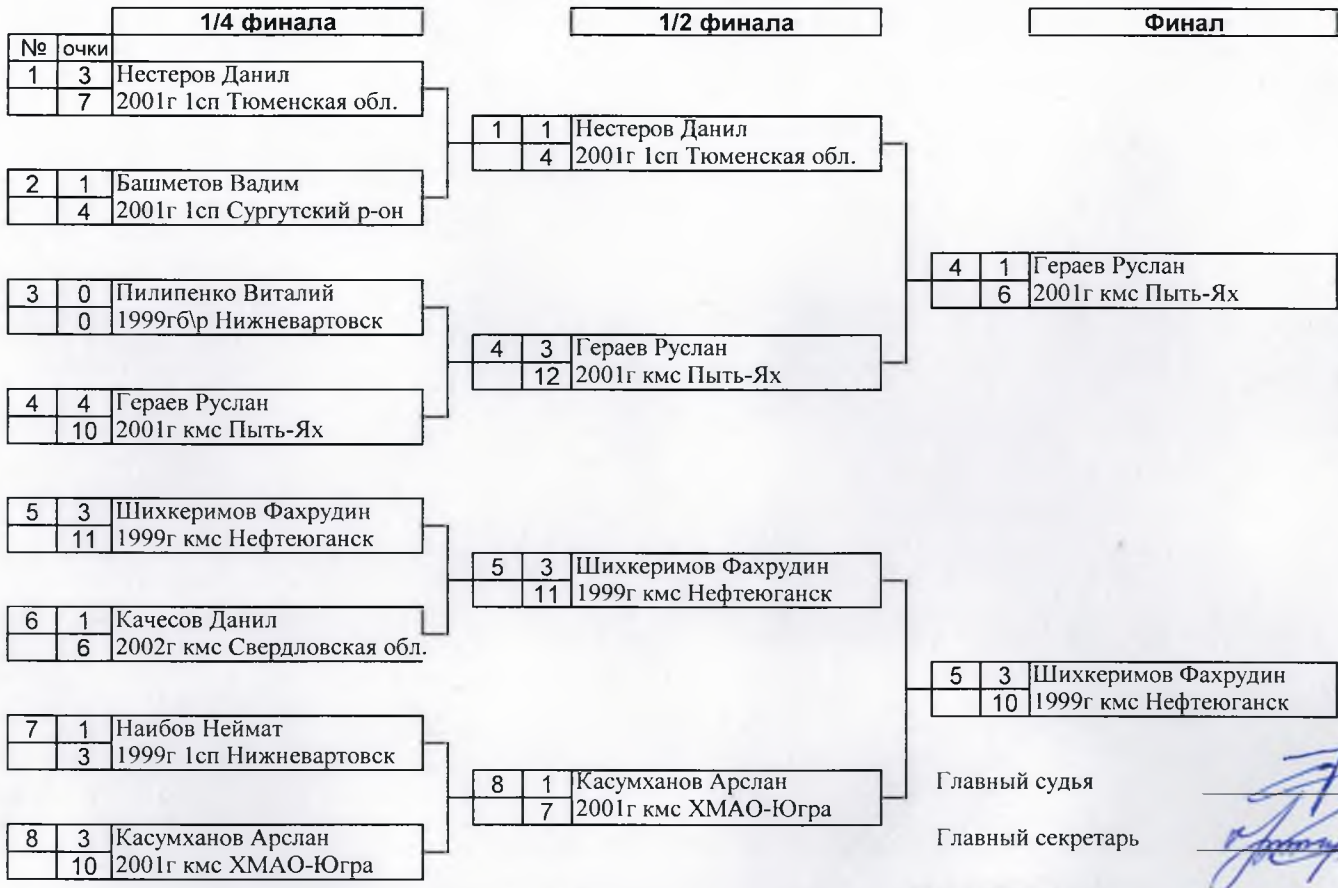 1/4 финала
№ очки
1 3 Нестеров Данил
7 2001г 1сп Тюменская обл.
2 1 Башметов Вадим
4 2001г 1сп Сургутский р-он
3 0 Пилипенко Виталий
0 1999гб\р Нижневартовск
4 4 Гераев Руслан
10 2001г кмс Пыть-Ях
5 3 Шихкеримов Фахрудин
11 1999г кмс Нефтеюганск
6 1 Качесов Данил
6 2002г кмс Свердловская обл.
7 1 Наибов Неймат
3 1999г 1сп Нижневартовск
8 3 Касумханов Арслан
10 2001г кмс ХМАО-Югра
1/2 финала
1 1 Нестеров Данил
4 2001г 1сп Тюменская обл.
4 3 Гераев Руслан
12 2001г кмс Пыть-Ях
5 3 Шихкеримов Фахрудин
11 1999г кмс Нефтеюганск
8 1 Касумханов Арслан
7 2001г кмс ХМАО-Югра
Финал
4 1 Гераев Руслан
6 2001г кмс Пыть-Ях
5 3 Шихкеримов Фахрудин
10 1999г кмс Нефтеюганск
Главный судья
Главный секретарь